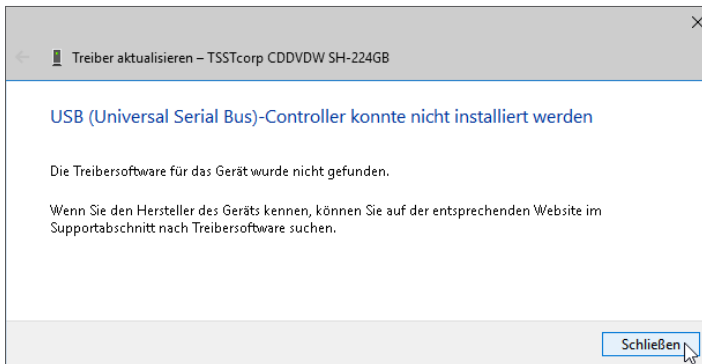 Treiber aktualisieren – TSSTcorp CDDVDW SH-224GB
USB (Universal Serial Bus)-Controller konnte nicht installiert werden
Die Treibersoftware für das Gerät wurde nicht gefunden.
Wenn Sie den Hersteller des Geräts kennen, können Sie auf der entsprechenden Website im
Supportabschnitt nach Treibersoftware suchen.
Schließen